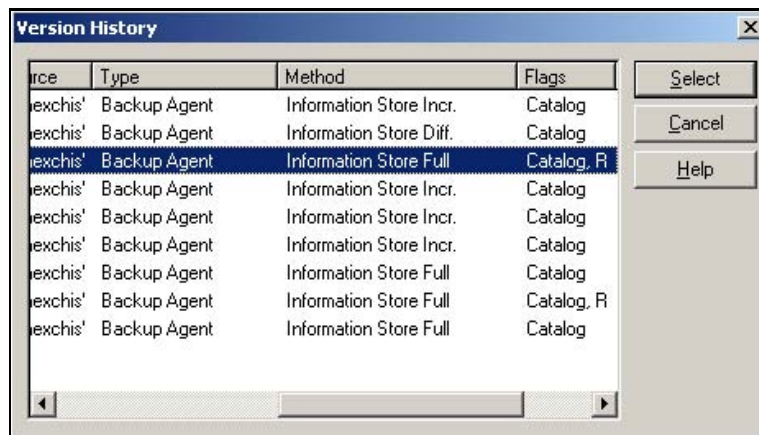 Version History
rce Type Method Flags
exchis' Backup Agent Information Store Incr. Catalog
exchis' Backup Agent Information Store Diff. Catalog
exchis' Backup Agent Information Store Full Catalog, R
exchis' Backup Agent Information Store Incr. Catalog
exchis' Backup Agent Information Store Incr. Catalog
exchis' Backup Agent Information Store Incr. Catalog
exchis' Backup Agent Information Store Full Catalog
exchis' Backup Agent Information Store Full Catalog, R
exchis' Backup Agent Information Store Full Catalog
Select
Cancel
Help